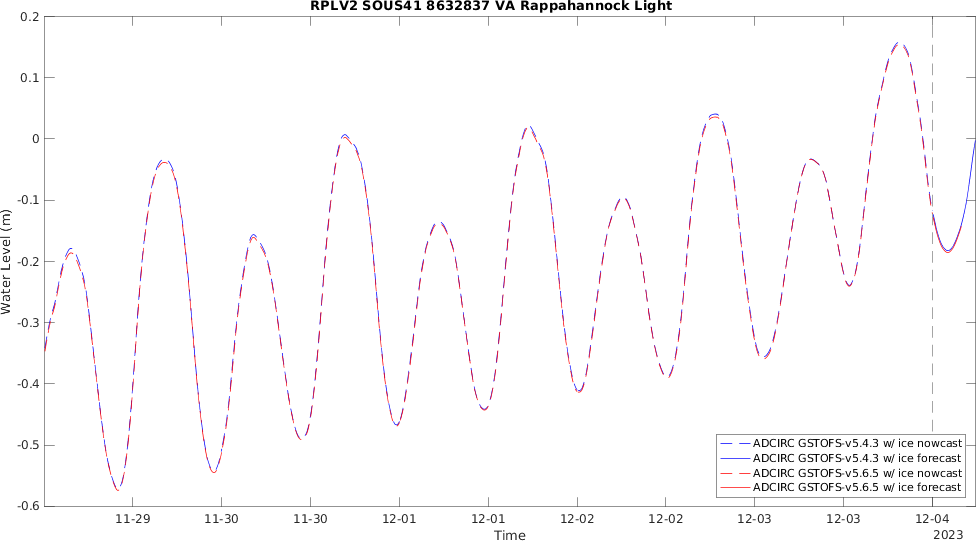 RPLV2 SOUS41 8632837 VA Rappahannock Light
0.2
0.1
0
-0.1
-0.2
-0.3
-0.4
-0.5
-0.6
Water Level (m)
11-29 11-30 11-30 12-01 12-01 12-02 12-02 12-03 12-03 12-04
Time
2023
ADCIRC GSTOFS-v5.4.3 w/ ice nowcast
ADCIRC GSTOFS-v5.4.3 w/ ice forecast
ADCIRC GSTOFS-v5.6.5 w/ ice nowcast
ADCIRC GSTOFS-v5.6.5 w/ ice forecast